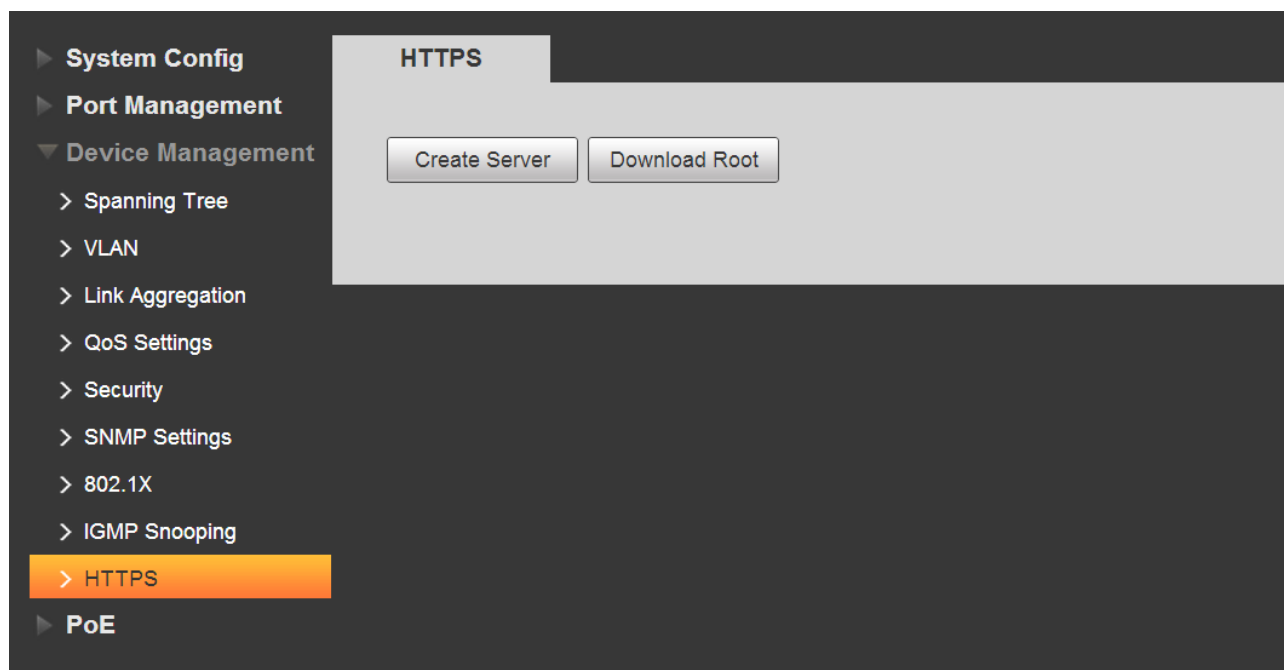 System Config
Port Management
Device Management
Spanning Tree
VLAN
Link Aggregation
QoS Settings
Security
SNMP Settings
802.1X
IGMP Snooping
HTTPS
PoE
HTTPS
Create Server
Download Root